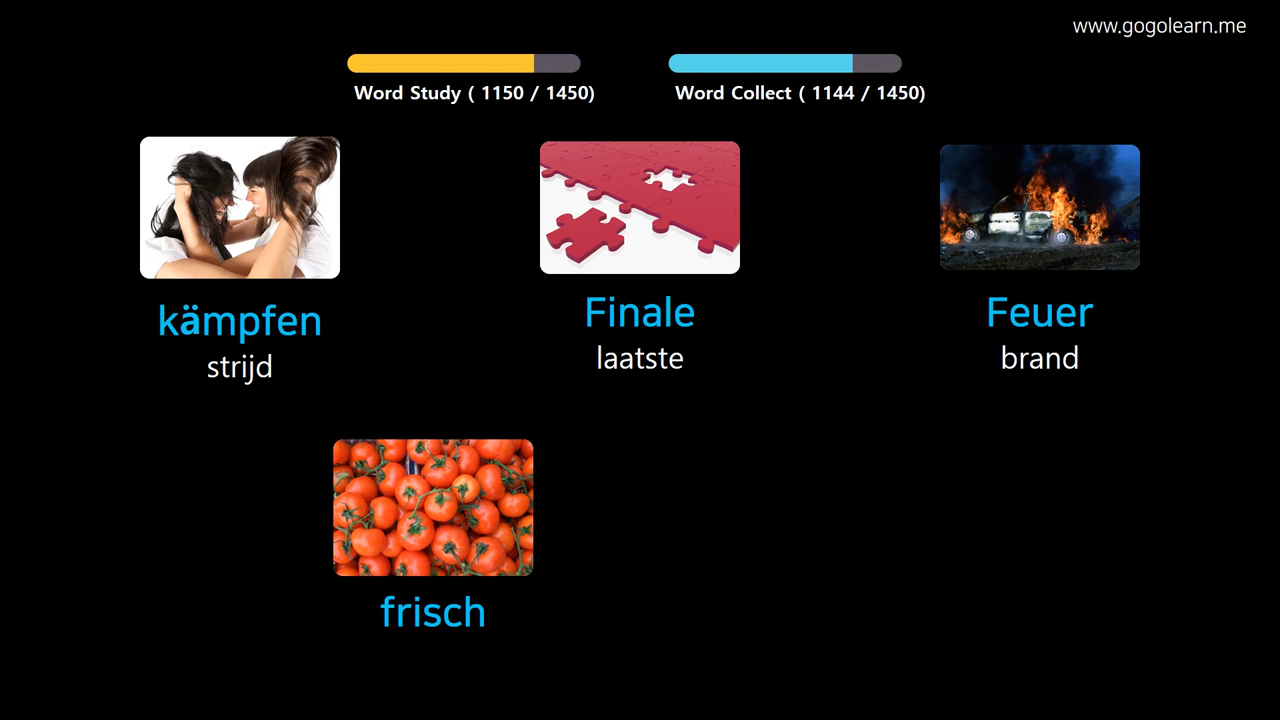 www.gogolearn.me
Word Study ( 1150 / 1450)
Word Collect ( 1144 / 1450)
kämpfen
strijd
Finale
laatste
Feuer
brand
frisch